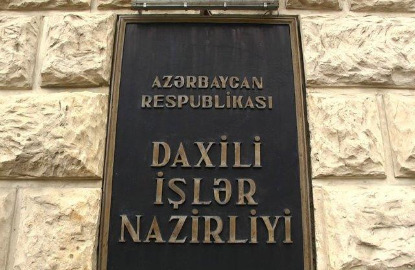 AZƏRBAYCAN
RESPUBLİKASI
DAXİLİ
İŞLƏR
NAZİRLİYİ